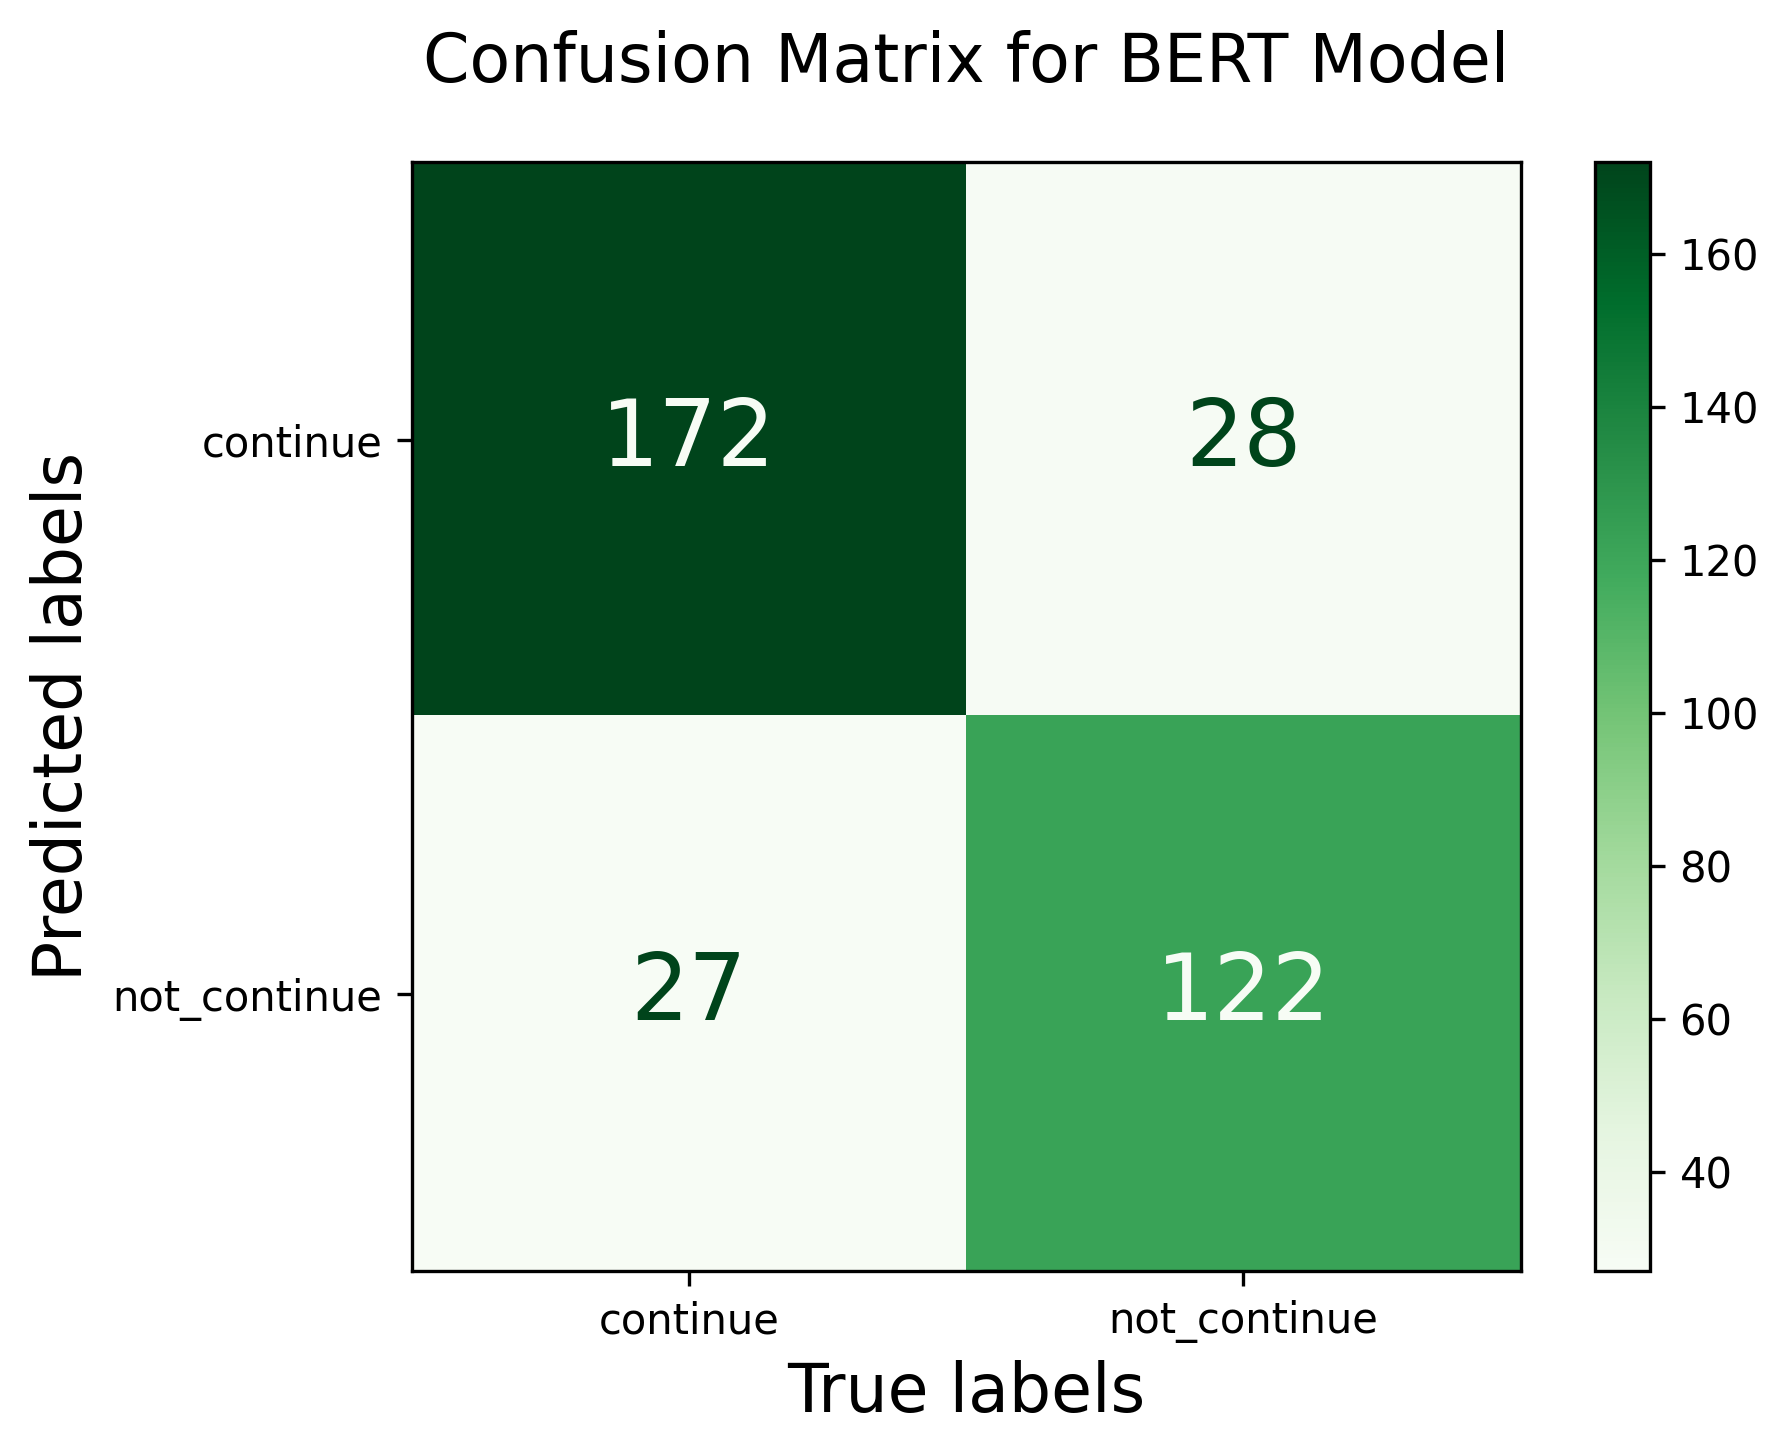 Confusion Matrix for BERT Model
Predicted labels
continue
not_continue
172
28
27
122
continue
not_continue
True labels
160
140
120
100
80
60
40